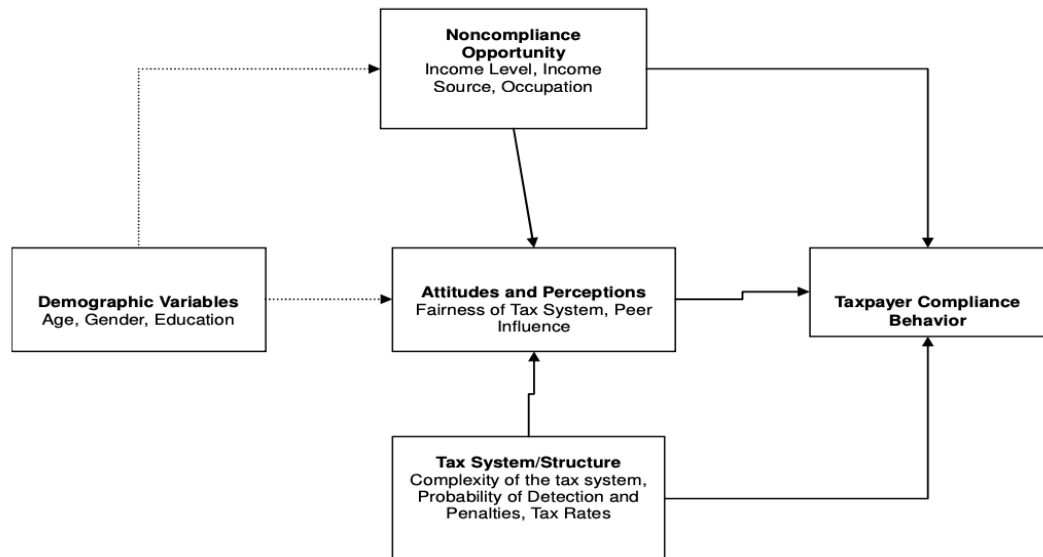 Noncompliance
Opportunity
Income Level, Income
Source, Occupation
Demographic Variables
Age, Gender, Education
Attitudes and Perceptions
Fairness of Tax System, Peer
Influence
Taxpayer Compliance
Behavior
Tax System/Structure
Complexity of the tax system,
Probability of Detection and
Penalties, Tax Rates